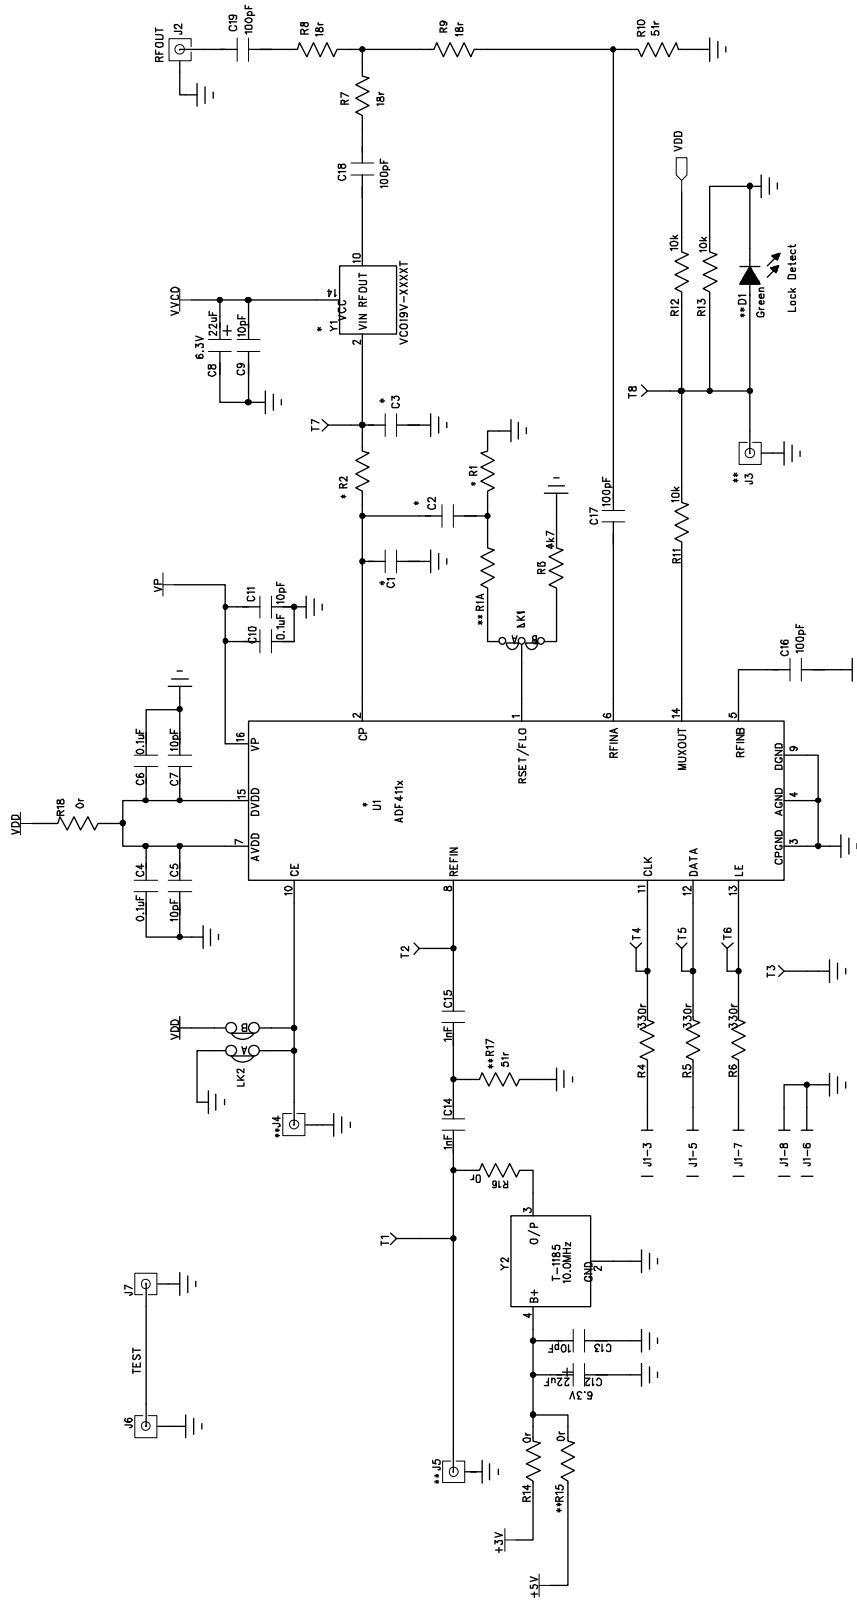 +5V
+3V
**R15
0r
R14
0r
C12
22uF
6.3V
+
C13
10pF
Y2
T-1185
10.0MHz
B+
4
O/P
3
GND
2
R16
0r
**J5
T1
1nF
C14
**R17
51r
1nF
C15
T2
J6
TEST
J7
**J4
LK2
A
B
VDD
J1-3
J1-5
J1-7
J1-8
J1-6
R4
330r
R5
330r
R6
330r
T4
T5
T6
T3
VDD
R18
0r
0.1uF
C4
10pF
C5
C6
0.1uF
C7
10pF
10
CE
8
REFIN
11
CLK
12
DATA
13
LE
7
AVDD
15
DVDD
*
U1
ADF411x
16
VP
2
CP
1
RSET/FLO
6
RFINA
14
MUXOUT
5
RFINB
3
CPGND
4
AGND
9
DGND
C16
100pF
VP
C10
0.1uF
C11
10pF
*
C1
*
C2
* R2
*
C3
T7
**R1A
* R1
LK1
A
B
4k7
C17
100pF
R11
10k
T8
**
J3
R12
10k
VDD
R13
10k
**D1
Green
Lock Detect
VVCO
C8
22uF
6.3V
+
C9
10pF
*
Y1
VCC
14
VIN
2
RFOUT
10
VCO19V-XXXXT
C18
100pF
R7
18r
R8
18r
R9
18r
R10
51r
C19
100pF
J2
RFOUT